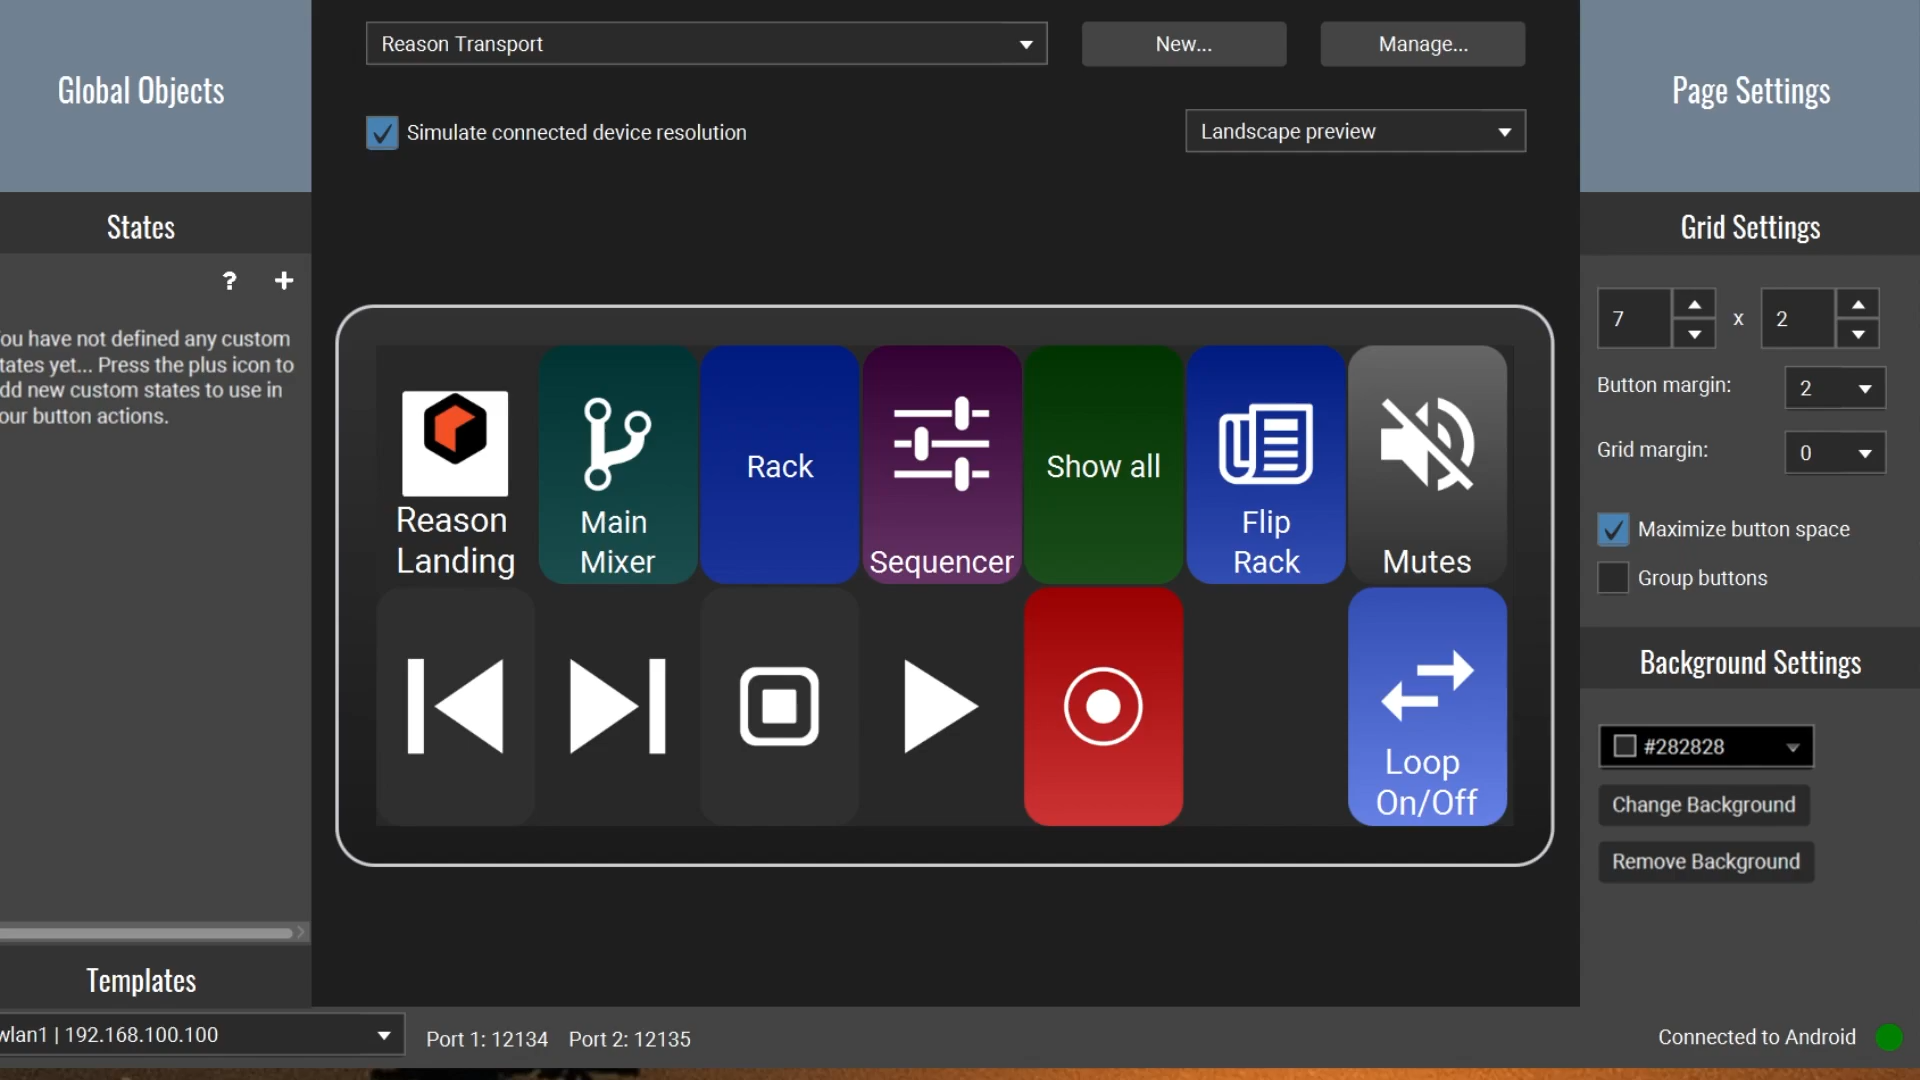 Reason Transport
New...
Manage...
Global Objects
Page Settings
Simulate connected device resolution
Landscape preview
States
Grid Settings
?
+
ou have not defined any custom
tates yet... Press the plus icon to
dd new custom states to use in
our button actions.
7 x 2
Button margin: 2
Grid margin: 0
Maximize button space
Group buttons
Reason
Landing
Main
Mixer
Rack
Sequencer
Show all
Flip
Rack
Mutes
Loop
On/Off
Background Settings
#282828
Change Background
Remove Background
Templates
wlan1 | 192.168.100.100
Port 1: 12134 Port 2: 12135
Connected to Android